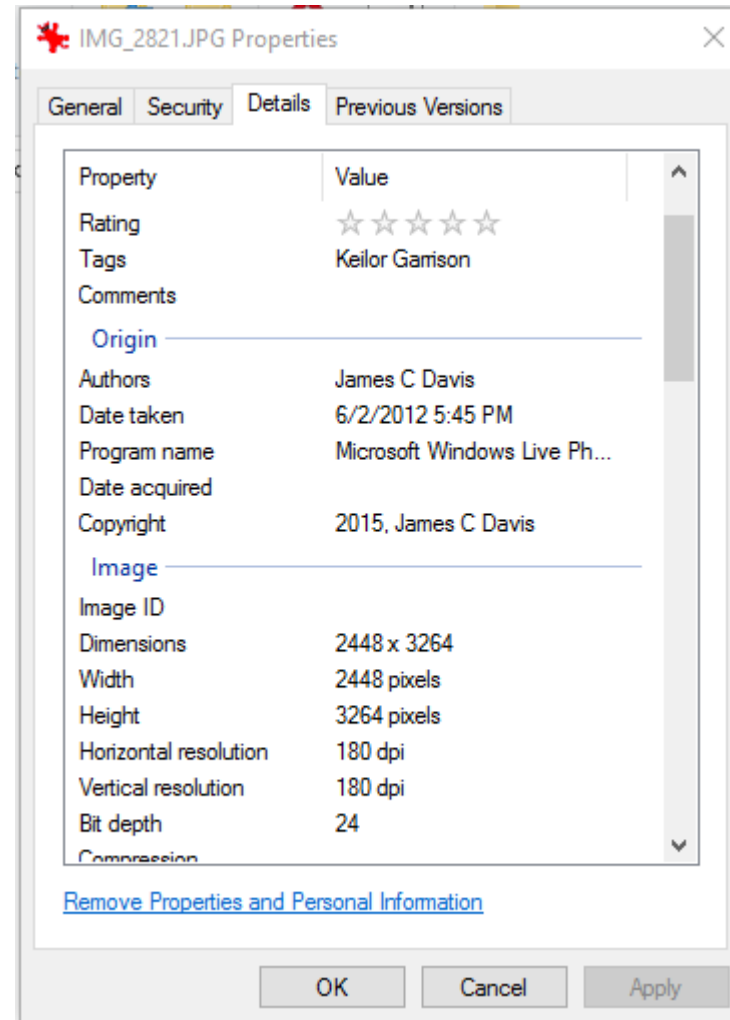 IMG_2821.JPG Properties
General Security Details Previous Versions
Property Value
Rating
Tags Keilor Garrison
Comments
Origin
Authors James C Davis
Date taken 6/2/2012 5:45 PM
Program name Microsoft Windows Live Ph...
Date acquired
Copyright 2015, James C Davis
Image
Image ID
Dimensions 2448 x 3264
Width 2448 pixels
Height 3264 pixels
Horizontal resolution 180 dpi
Vertical resolution 180 dpi
Bit depth 24
Compression
Remove Properties and Personal Information
OK Cancel Apply